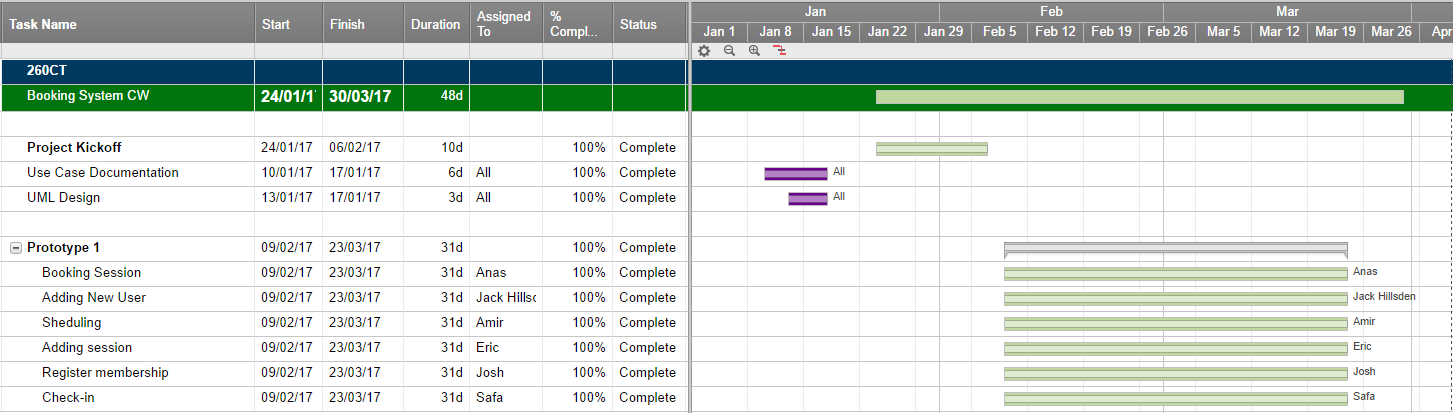 Jan Feb Mar
Task Name Start Finish Duration Assigned To % Compl... Status
Jan 1 Jan 8 Jan 15 Jan 22 Jan 29 Feb 5 Feb 12 Feb 19 Feb 26 Mar 5 Mar 12 Mar 19 Mar 26 Apr
260CT
Booking System CW 24/01/1 30/03/17 48d
Project Kickoff 24/01/17 06/02/17 10d 100% Complete
Use Case Documentation 10/01/17 17/01/17 6d All 100% Complete All
UML Design 13/01/17 17/01/17 3d All 100% Complete All
Prototype 1 09/02/17 23/03/17 31d 100% Complete
Booking Session 09/02/17 23/03/17 31d Anas 100% Complete Anas
Adding New User 09/02/17 23/03/17 31d Jack Hillsd 100% Complete Jack Hillsden
Sheduling 09/02/17 23/03/17 31d Amir 100% Complete Amir
Adding session 09/02/17 23/03/17 31d Eric 100% Complete Eric
Register membership 09/02/17 23/03/17 31d Josh 100% Complete Josh
Check-in 09/02/17 23/03/17 31d Safa 100% Complete Safa